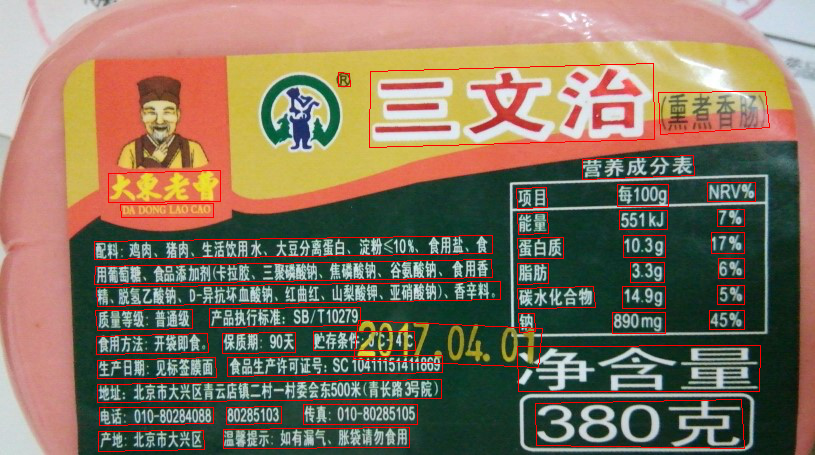 ®
三文治
(熏煮香肠)
大東老曹
DA DONG LAO CAO
营养成分表
项目 每100g NRV%
能量 551kJ 7%
蛋白质 10.3g 17%
脂肪 3.3g 6%
碳水化合物 14.9g 5%
钠 890mg 45%
配料: 鸡肉、猪肉、生活饮用水、大豆分离蛋白、淀粉≤10%、食用盐、食
用葡萄糖、食品添加剂(卡拉胶、三聚磷酸钠、焦磷酸钠、谷氨酸钠、食用香
精、脱氢乙酸钠、D-异抗坏血酸钠、红曲红、山梨酸钾、亚硝酸钠)、香辛料。
质量等级: 普通级 产品执行标准: SB/T10279
食用方法: 开袋即食。 保质期: 90天 贮存条件: 0℃-4℃
2017.04.01
生产日期: 见标签膜面 食品生产许可证号: SC10411151411869
地址: 北京市大兴区青云店镇二村一村委会东500米(青长路3号院)
电话: 010-80284088 80285103 传真: 010-80285105
产地: 北京市大兴区 温馨提示: 如有漏气、胀袋请勿食用
净含量
380克